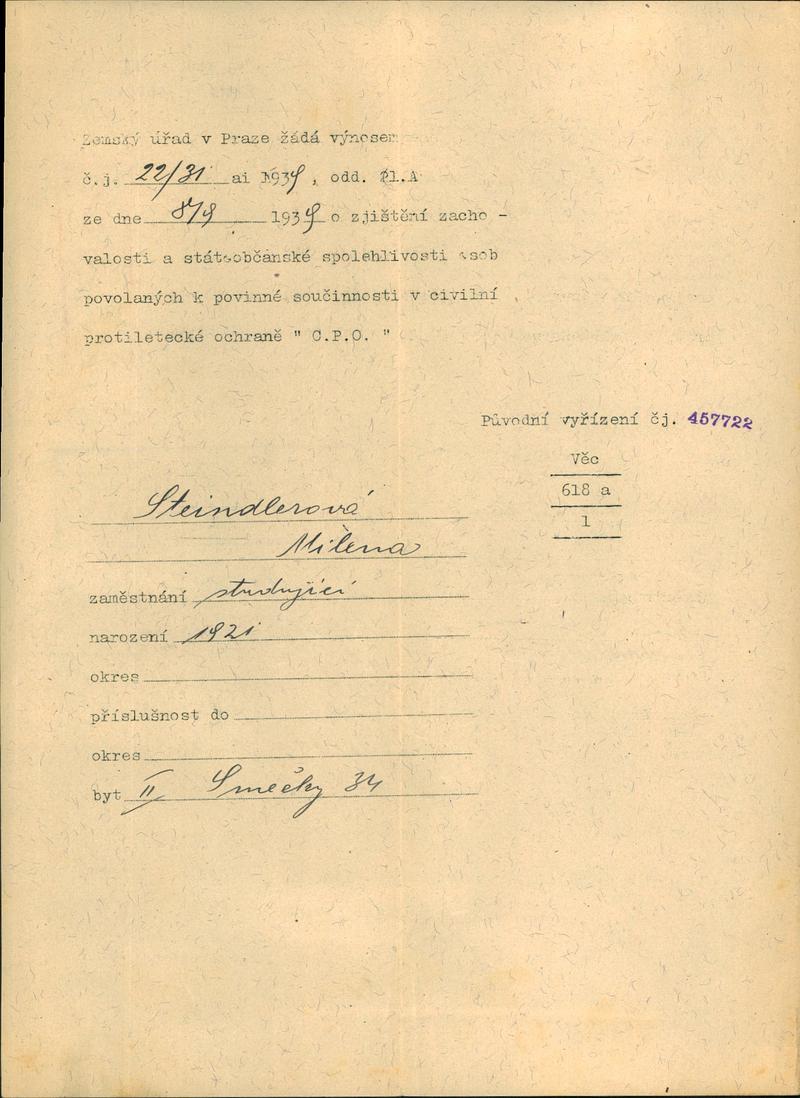 Zemský úřad v Praze žádá výnosem
č.j. 22/31 ai 1939, odd. Pl.A
ze dne 8/9 1939 o zjištění zacho -
valosti a státoobčanské spolehlivosti osob
povolaných k povinné součinnosti v civilní
protiletecké ochraně " C.P.O. "
Původní vyřízení čj. 457722
Věc
618 a
1
Steindlerová
Milena
zaměstnání studující
narození 1921
okres
příslušnost do
okres
byt II Smečky 34